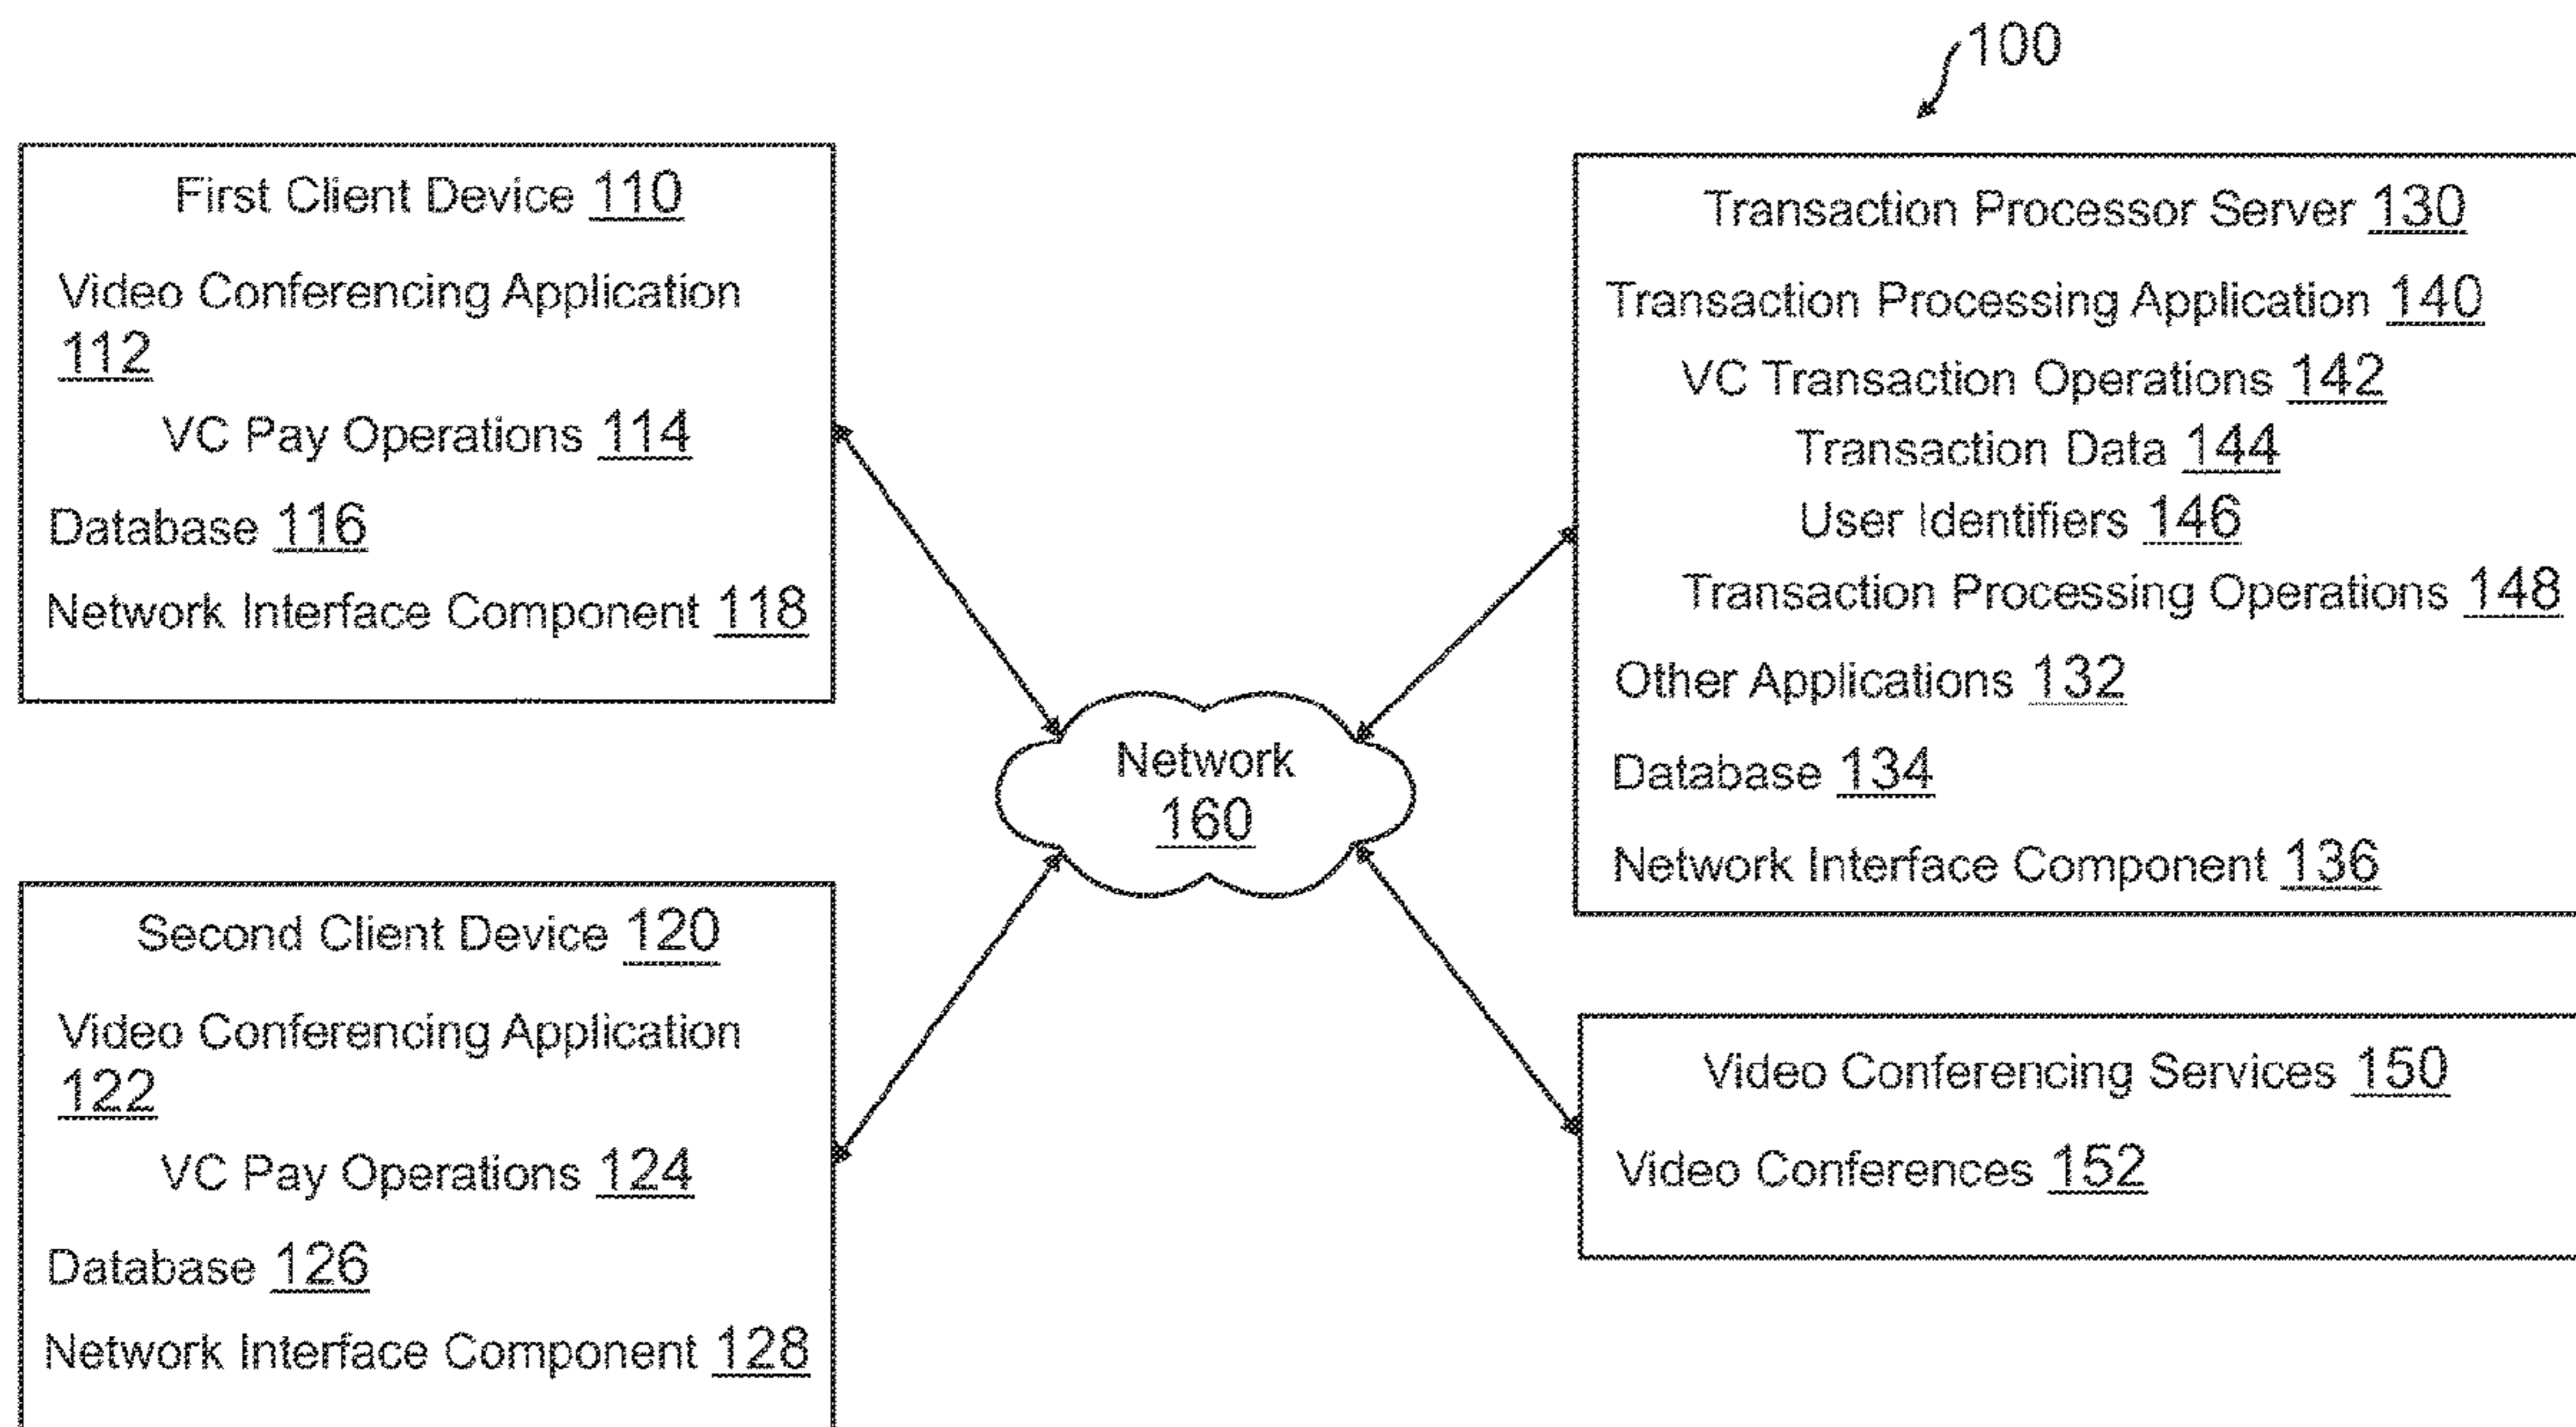 100
First Client Device 110
Video Conferencing Application
112
VC Pay Operations 114
Database 116
Network Interface Component 118
Transaction Processor Server 130
Transaction Processing Application 140
VC Transaction Operations 142
Transaction Data 144
User Identifiers 146
Transaction Processing Operations 148
Other Applications 132
Database 134
Network Interface Component 136
Network
160
Second Client Device 120
Video Conferencing Application
122
VC Pay Operations 124
Database 126
Network Interface Component 128
Video Conferencing Services 150
Video Conferences 152